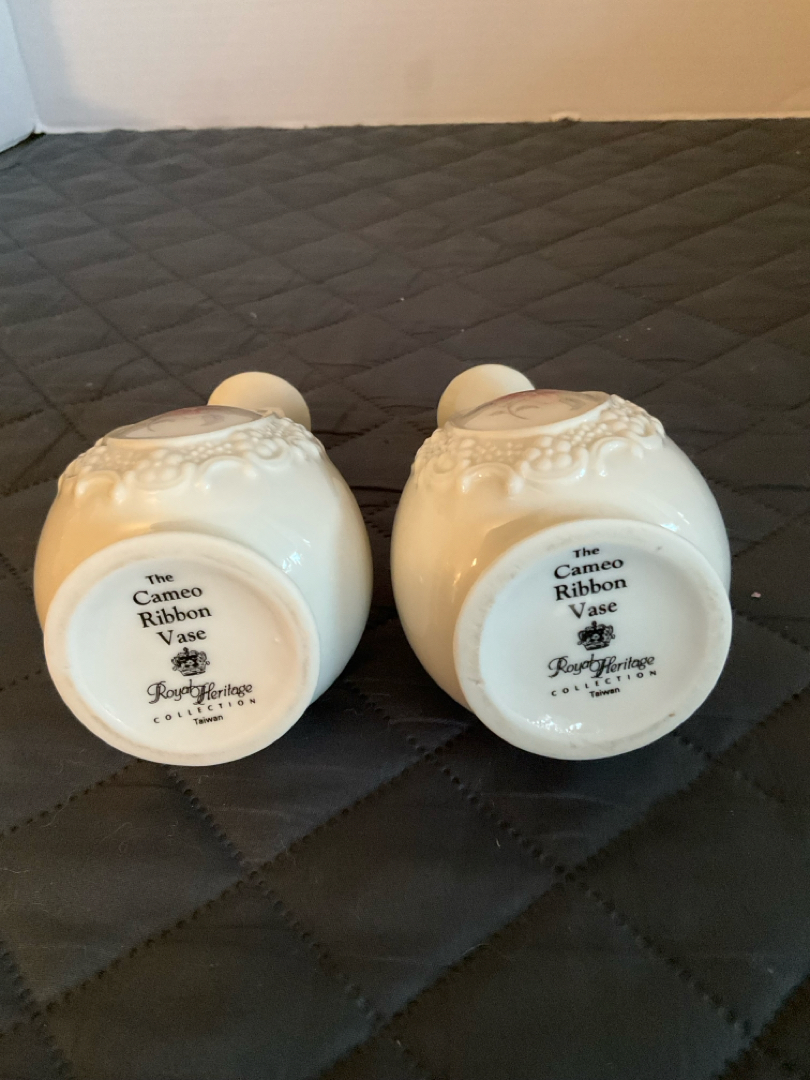 The
Cameo
Ribbon
Vase
Royal Heritage
COLLECTION
Taiwan
The
Cameo
Ribbon
Vase
Royal Heritage
COLLECTION
Taiwan